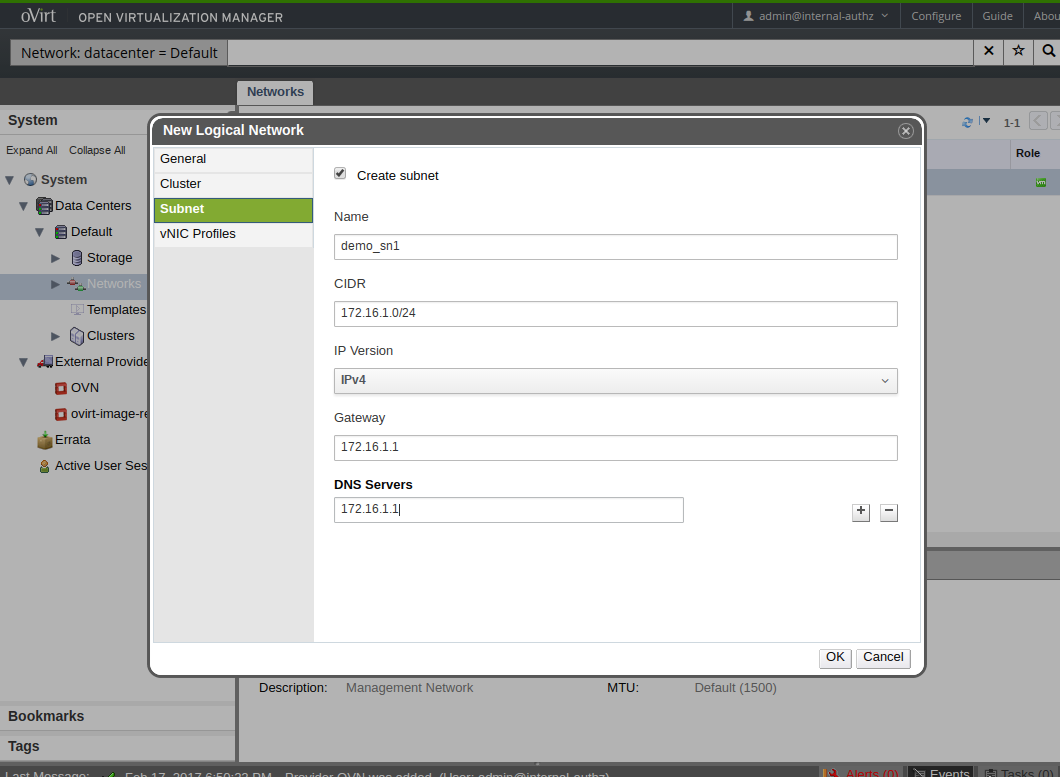 oVirt OPEN VIRTUALIZATION MANAGER admin@internal-authz Configure Guide Abou
Network: datacenter = Default
Networks
System
Expand All Collapse All
1-1
System
Role
Data Centers
Default
Storage
Networks
Templates
Clusters
External Provide
OVN
ovirt-image-re
Errata
Active User Ses
New Logical Network
General
Cluster
Subnet
vNIC Profiles
Create subnet
Name
demo_sn1
CIDR
172.16.1.0/24
IP Version
IPv4
Gateway
172.16.1.1
DNS Servers
172.16.1.1
+ −
OK Cancel
Description: Management Network MTU: Default (1500)
Bookmarks
Tags
Last Message: Feb 17, 2017 6:50:22 PM Provider OVN was added. (User: admin@internal-authz) Alerts (0) Events Tasks (0)